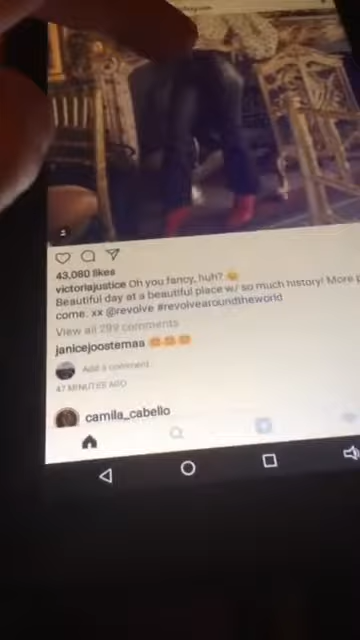 43,080 likes
victoriajustice Oh you fancy, huh? 😏
Beautiful day at a beautiful place w/ so much history! More
come. xx @revolve #revolvearoundtheworld
View all 299 comments
janicejoostemaa 😍😍😍
Add a comment
47 MINUTES AGO
camila_cabello